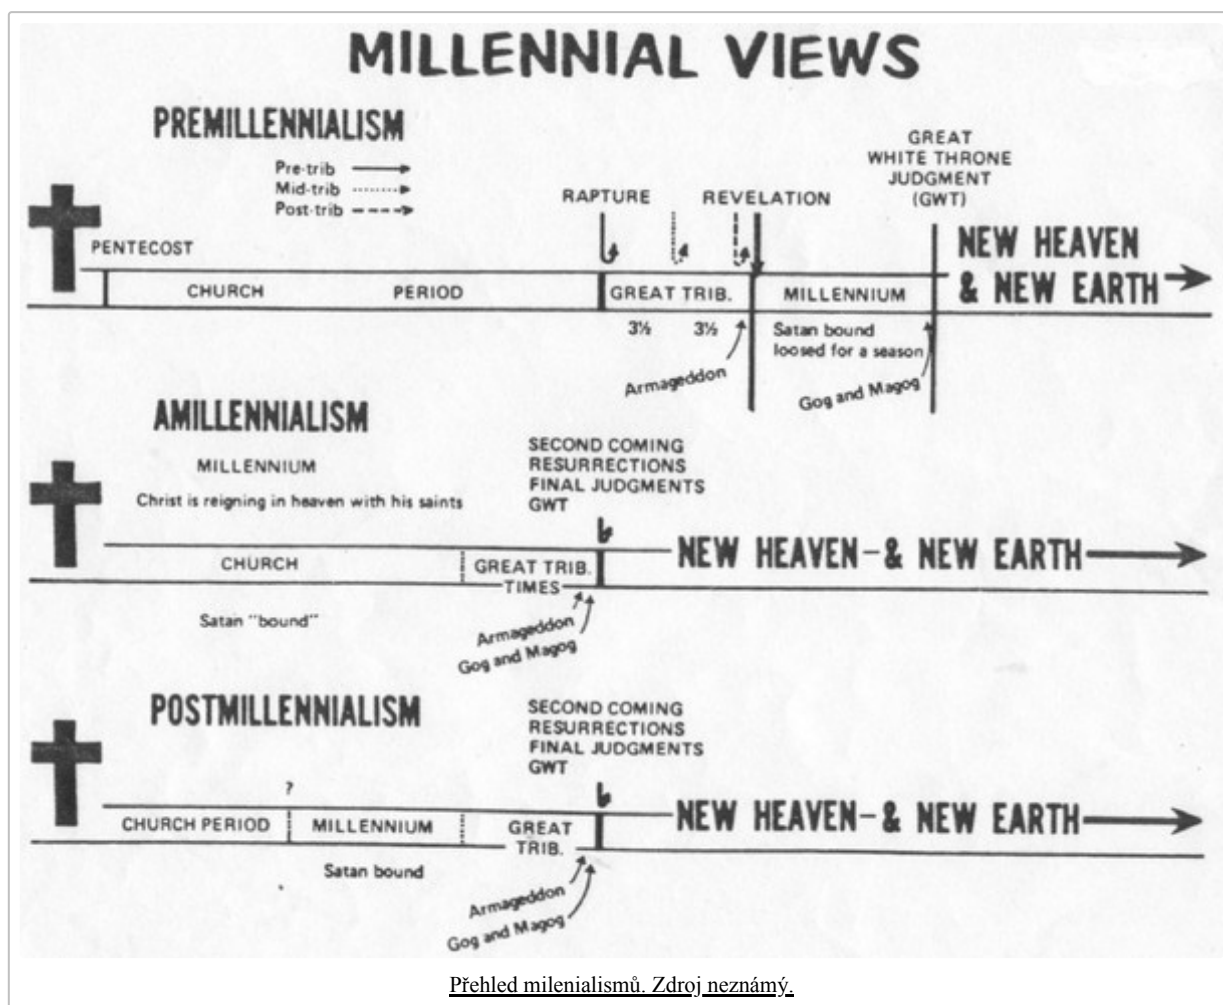 MILLENNIAL VIEWS
PREMILLENNIALISM
Pre-trib
Mid-trib
Post-trib
RAPTURE
REVELATION
GREAT
WHITE THRONE
JUDGMENT
(GWT)
PENTECOST
CHURCH PERIOD
GREAT TRIB.
MILLENNIUM
NEW HEAVEN
& NEW EARTH
3½ 3½
Satan bound
loosed for a season
Armageddon
Gog and Magog
AMILLENNIALISM
MILLENNIUM
Christ is reigning in heaven with his saints
SECOND COMING
RESURRECTIONS
FINAL JUDGMENTS
GWT
CHURCH
GREAT TRIB.
TIMES
NEW HEAVEN – & NEW EARTH
Satan "bound"
Armageddon
Gog and Magog
POSTMILLENNIALISM
SECOND COMING
RESURRECTIONS
FINAL JUDGMENTS
GWT
?
CHURCH PERIOD
MILLENNIUM
GREAT
TRIB.
NEW HEAVEN – & NEW EARTH
Satan bound
Armageddon
Gog and Magog
Přehled milenialismů. Zdroj neznámý.